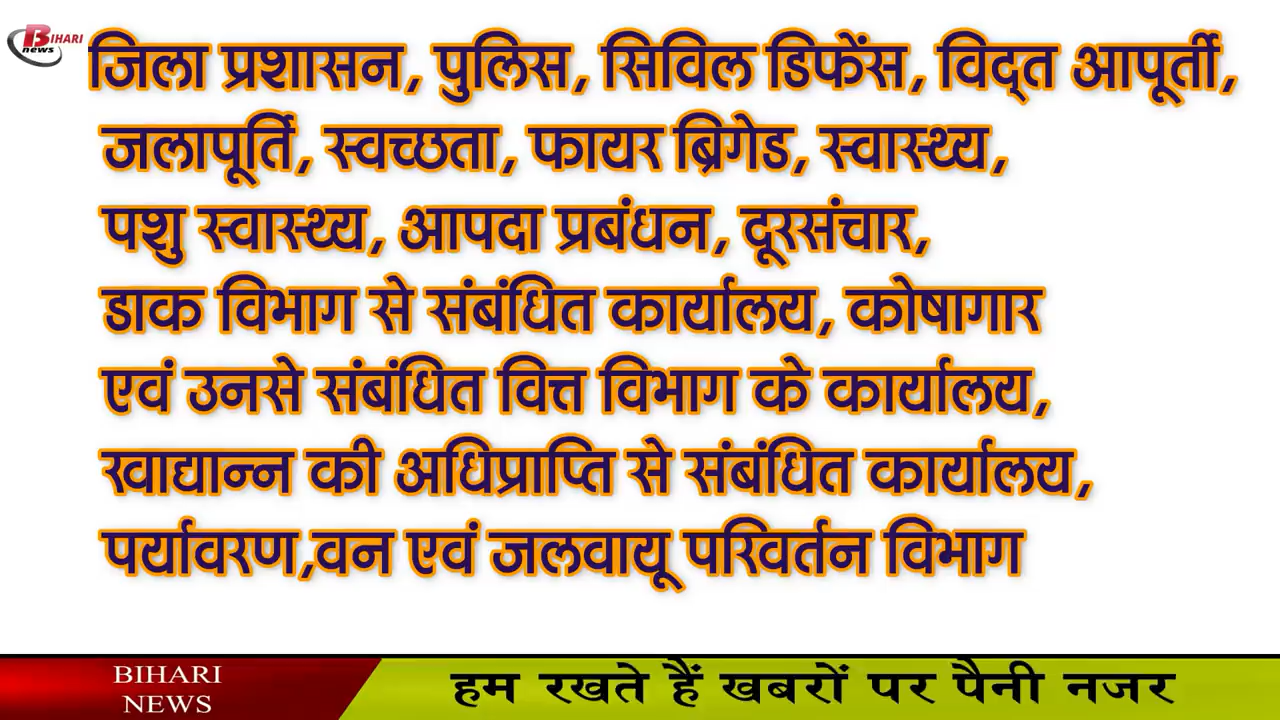 BIHARI
news
जिला प्रशासन, पुलिस, सिविल डिफेंस, विद्त आपूर्ती,
जलापूर्ति, स्वच्छता, फायर ब्रिगेड, स्वास्थ्य,
पशु स्वास्थ्य, आपदा प्रबंधन, दूरसंचार,
डाक विभाग से संबंधित कार्यालय, कोषागार
एवं उनसे संबंधित वित्त विभाग के कार्यालय,
खाद्यान्न की अधिप्राप्ति से संबंधित कार्यालय,
पर्यावरण,वन एवं जलवायू परिवर्तन विभाग
BIHARI
NEWS
हम रखते हैं खबरों पर पैनी नजर